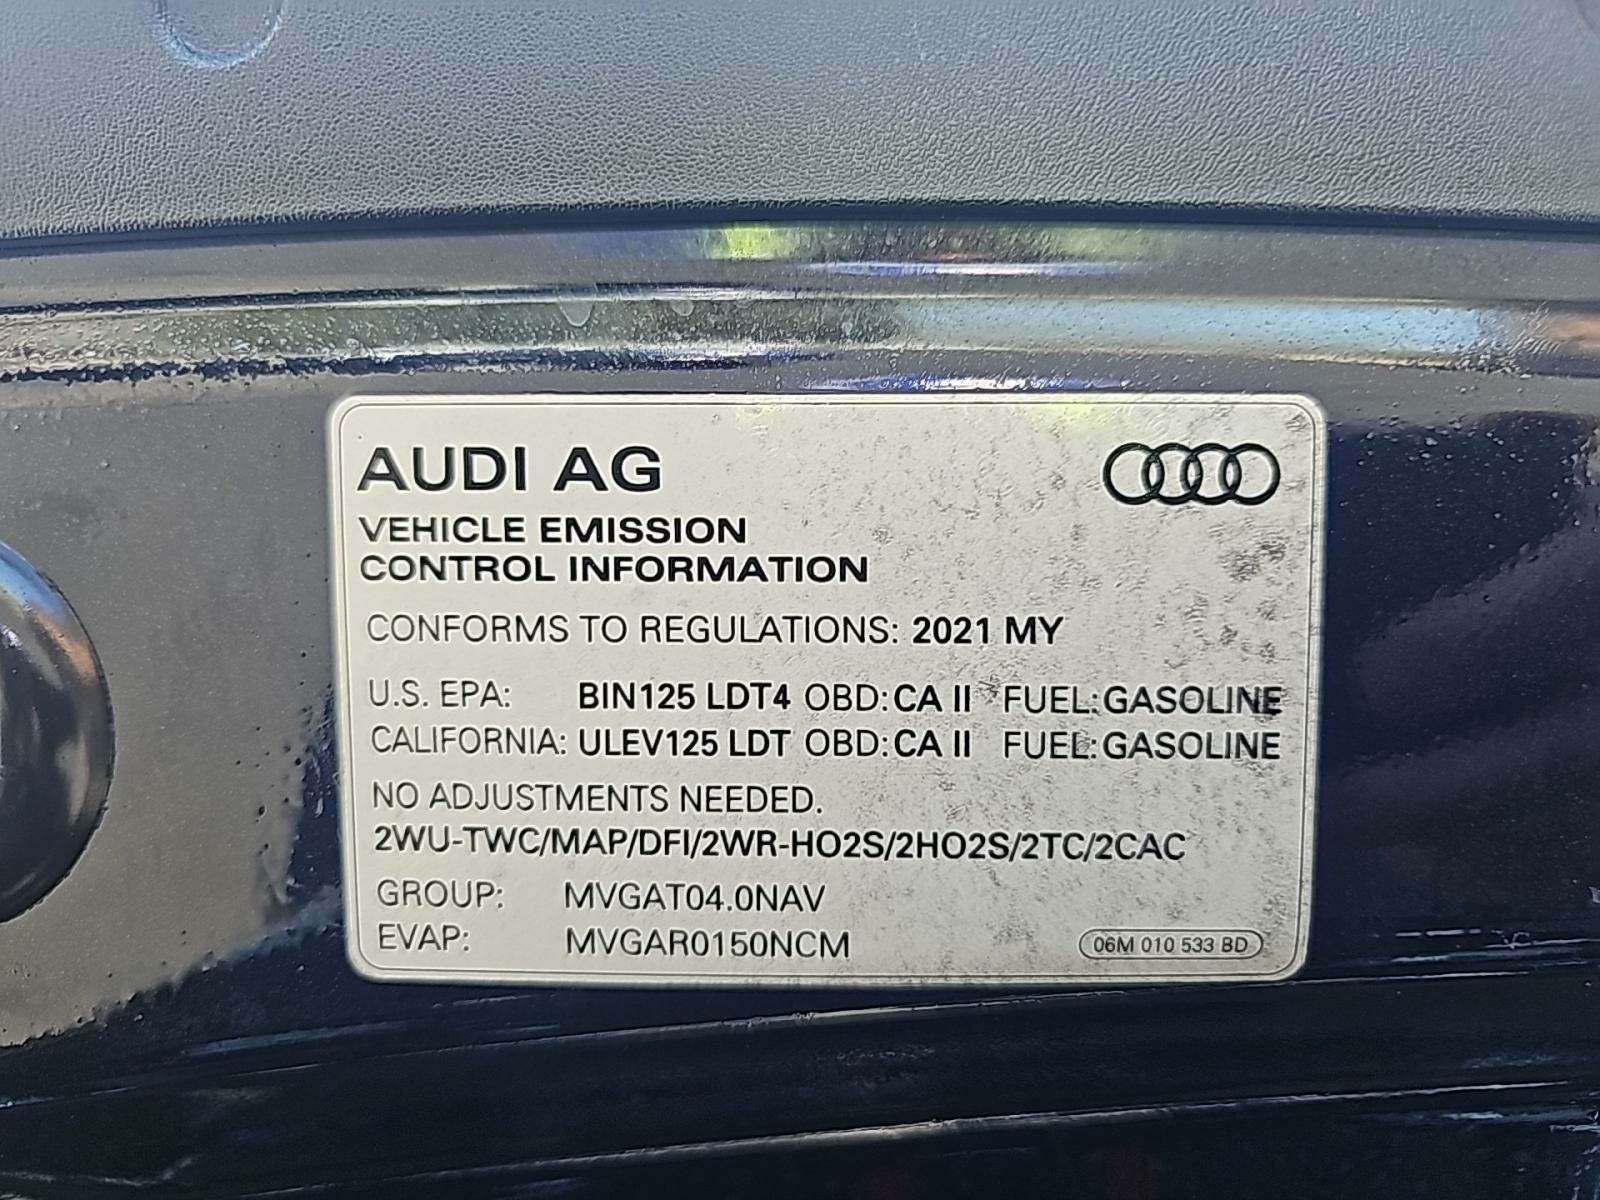 AUDI AG
VEHICLE EMISSION
CONTROL INFORMATION
CONFORMS TO REGULATIONS: 2021 MY
U.S. EPA: BIN125 LDT4 OBD: CA II FUEL: GASOLINE
CALIFORNIA: ULEV125 LDT OBD: CA II FUEL: GASOLINE
NO ADJUSTMENTS NEEDED.
2WU-TWC/MAP/DFI/2WR-HO2S/2HO2S/2TC/2CAC
GROUP: MVGAT04.0NAV
EVAP: MVGAR0150NCM
06M 010 533 BD